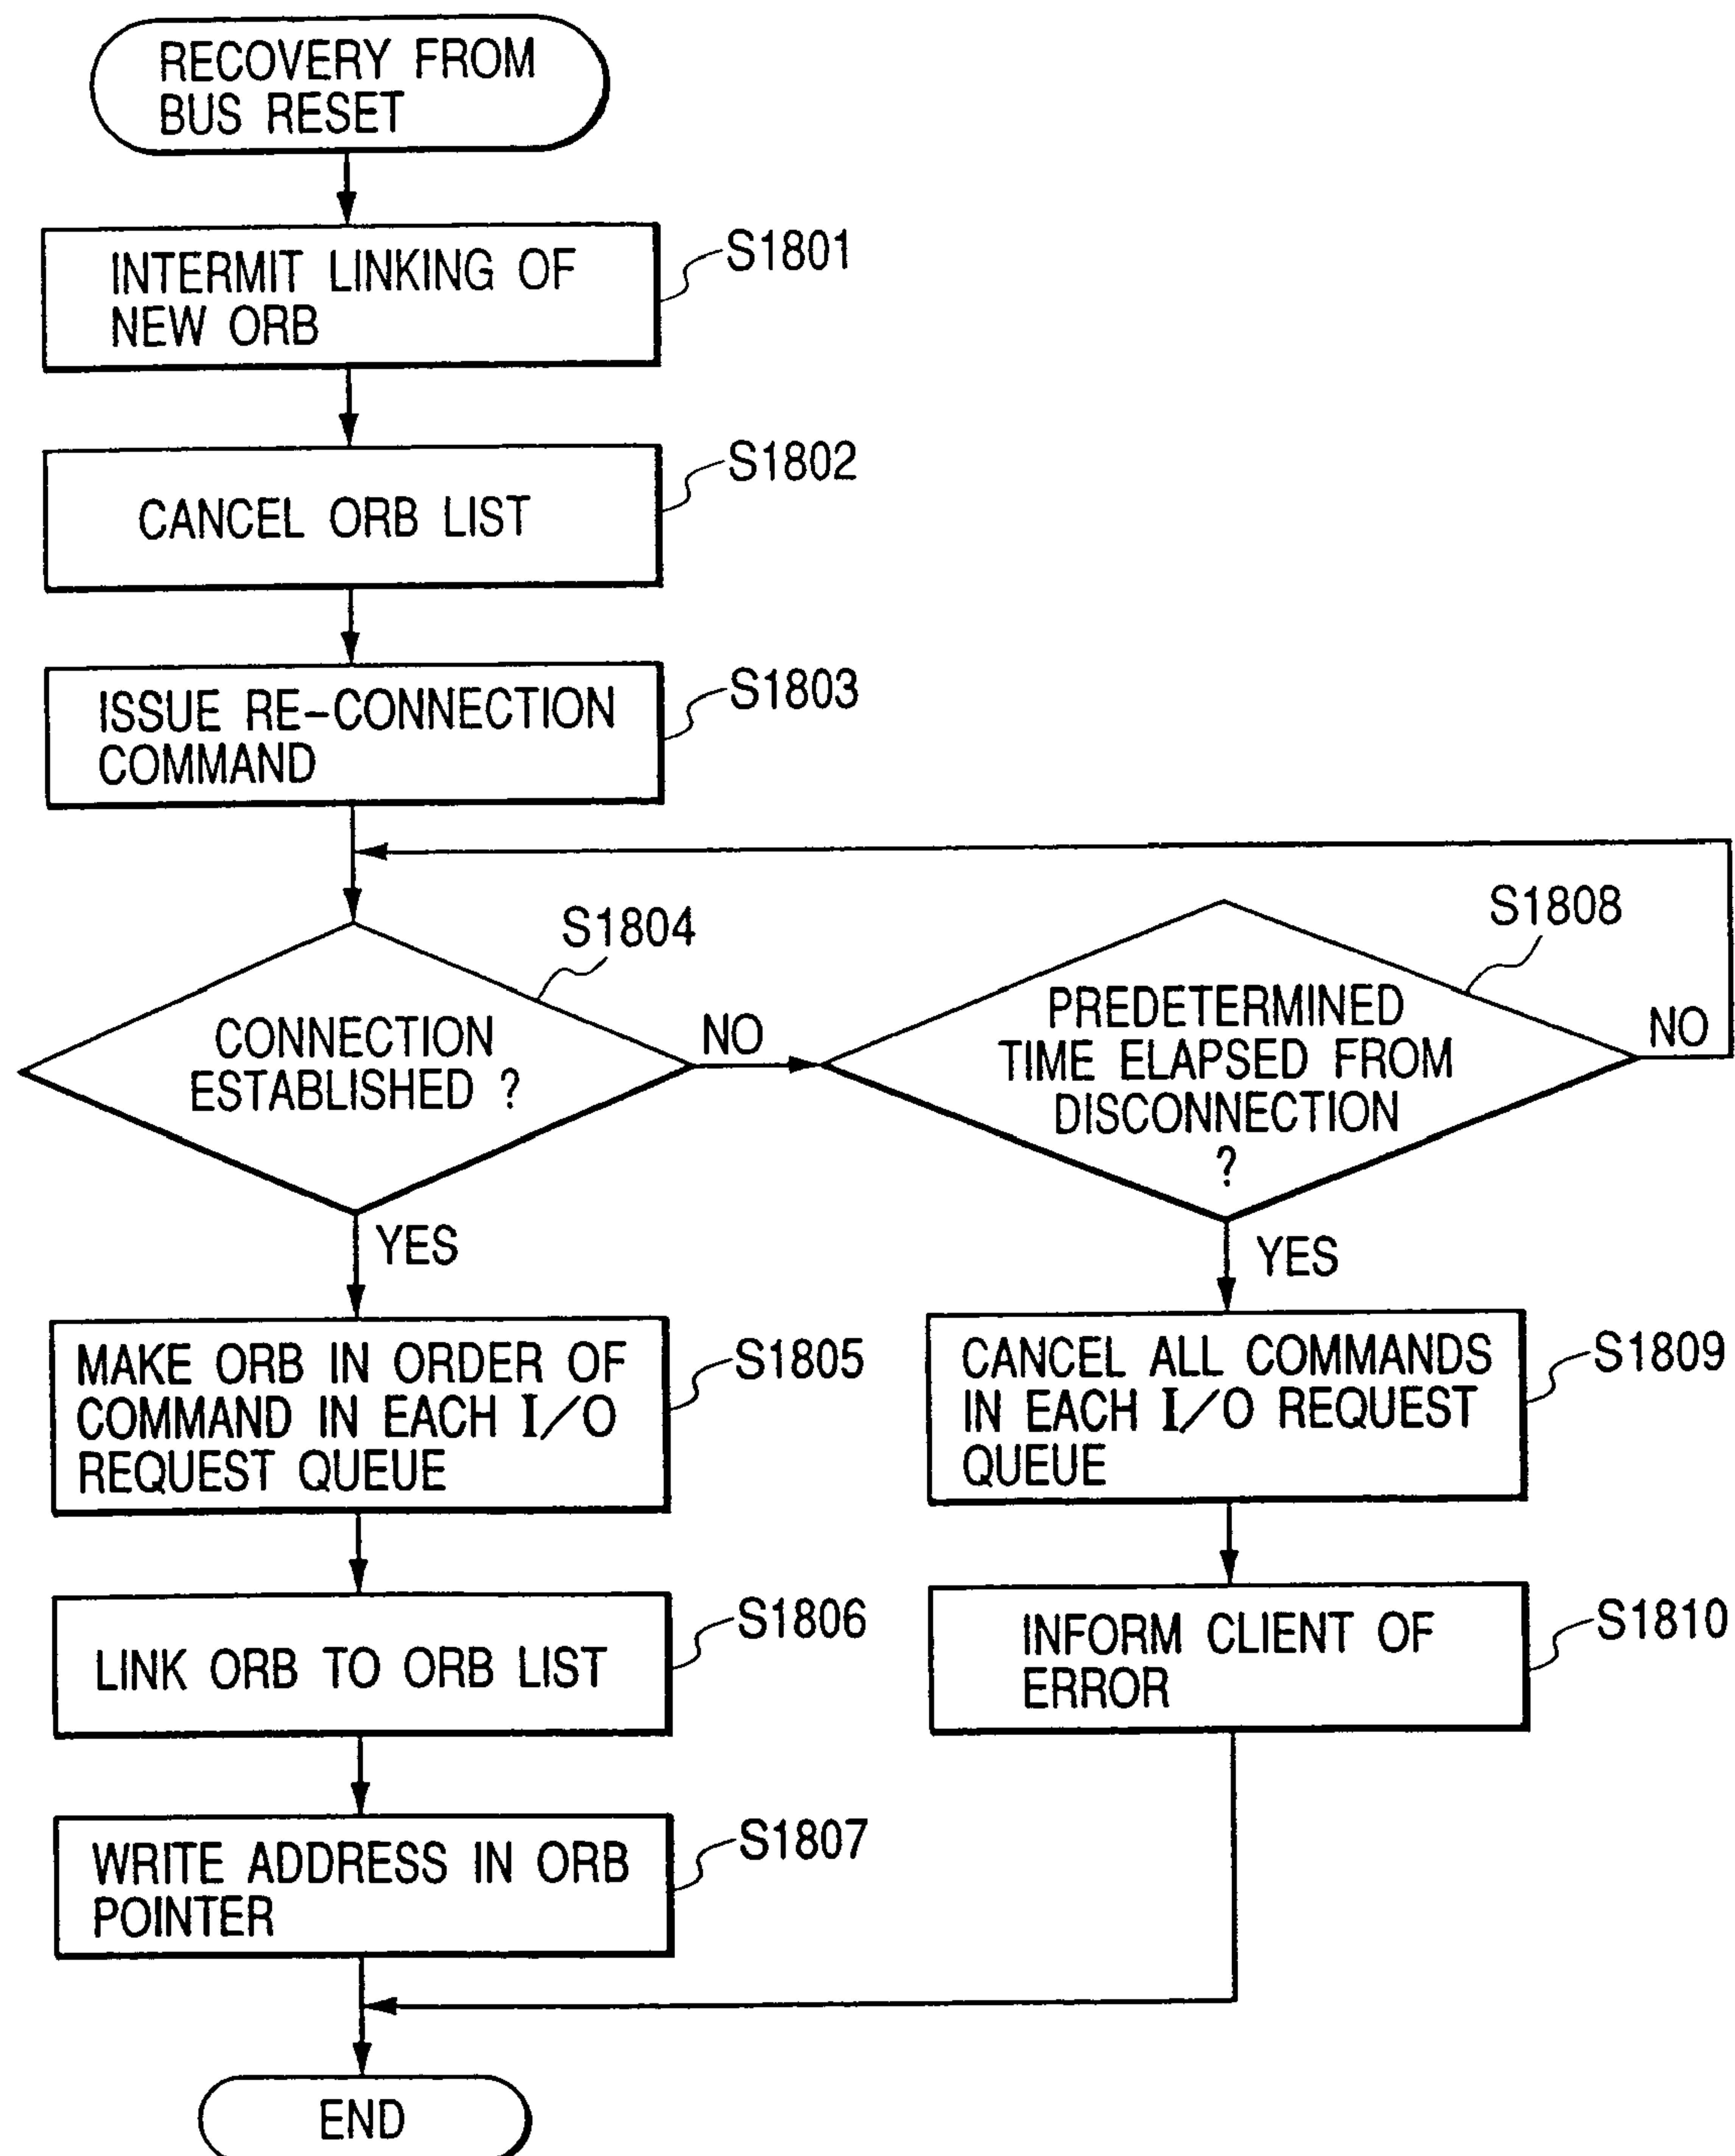 RECOVERY FROM
BUS RESET
INTERMIT LINKING OF
NEW ORB
S1801
CANCEL ORB LIST
S1802
ISSUE RE-CONNECTION
COMMAND
S1803
CONNECTION
ESTABLISHED ?
S1804
NO
PREDETERMINED
TIME ELAPSED FROM
DISCONNECTION
?
S1808
NO
YES
YES
MAKE ORB IN ORDER OF
COMMAND IN EACH I/O
REQUEST QUEUE
S1805
CANCEL ALL COMMANDS
IN EACH I/O REQUEST
QUEUE
S1809
LINK ORB TO ORB LIST
S1806
INFORM CLIENT OF
ERROR
S1810
WRITE ADDRESS IN ORB
POINTER
S1807
END